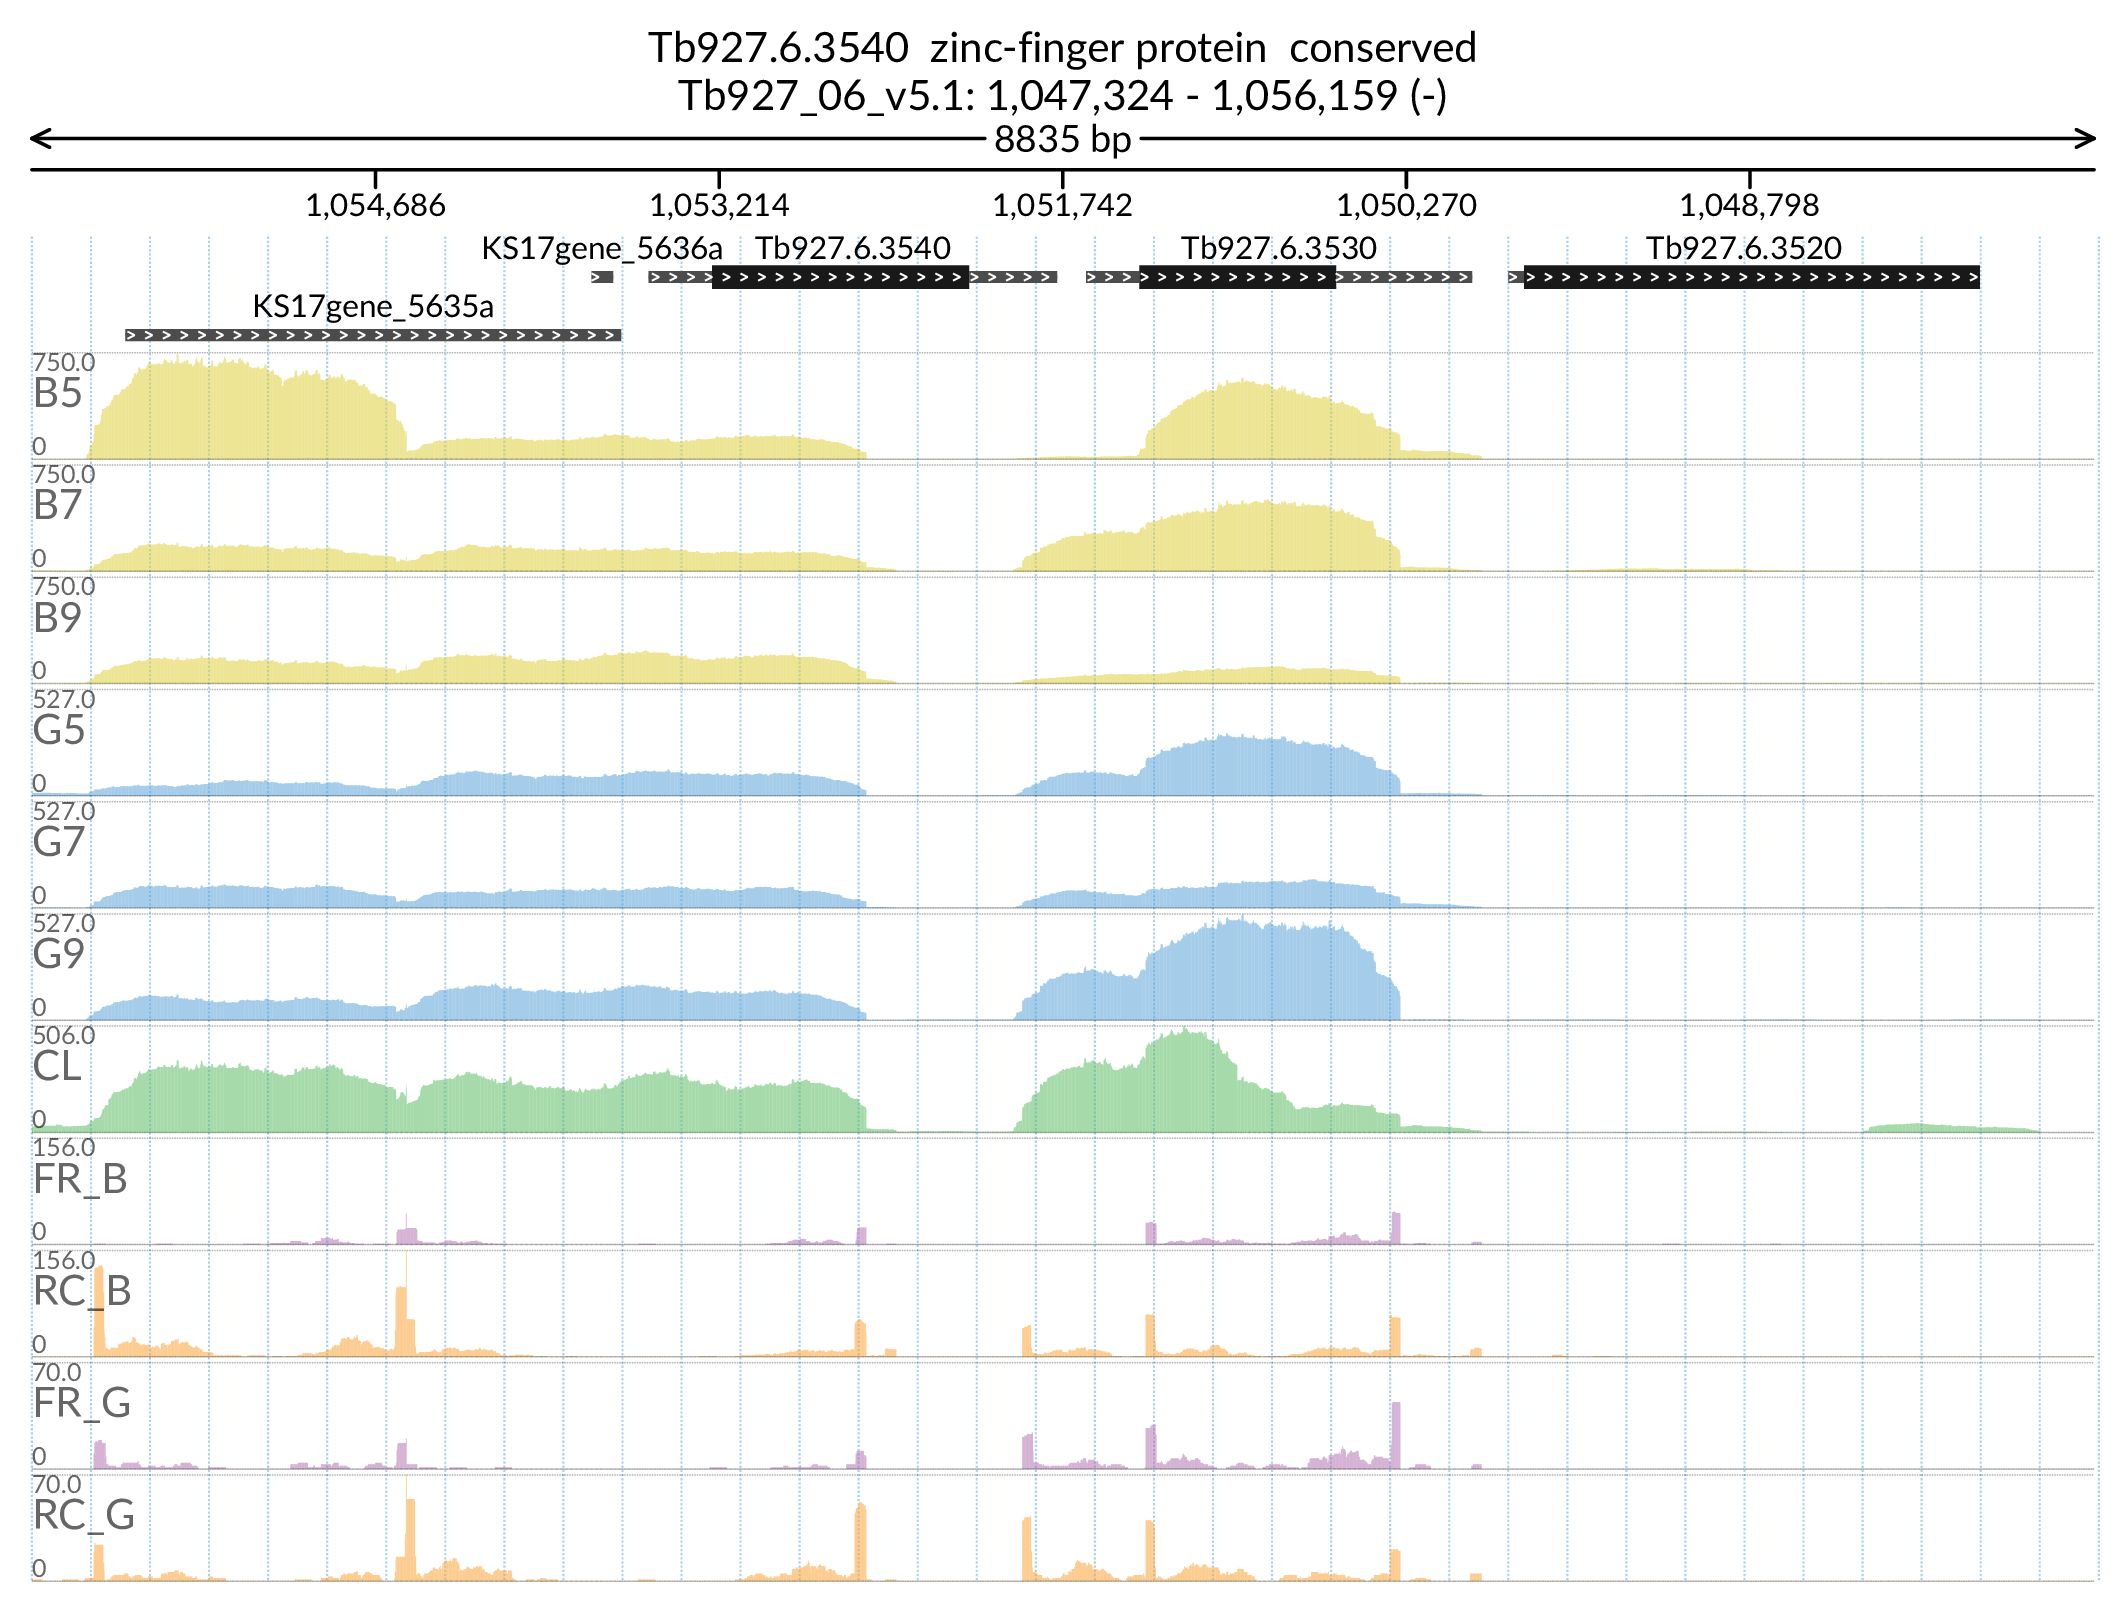 Tb927.6.3540  zinc-finger protein  conserved
Tb927_06_v5.1: 1,047,324 - 1,056,159 (-)
8835 bp
1,054,686 1,053,214 1,051,742 1,050,270 1,048,798
KS17gene_5636a Tb927.6.3540 Tb927.6.3530 Tb927.6.3520
KS17gene_5635a
750.0
B5
0
750.0
B7
0
750.0
B9
0
527.0
G5
0
527.0
G7
0
527.0
G9
0
506.0
CL
0
156.0
FR_B
0
156.0
RC_B
0
70.0
FR_G
0
70.0
RC_G
0